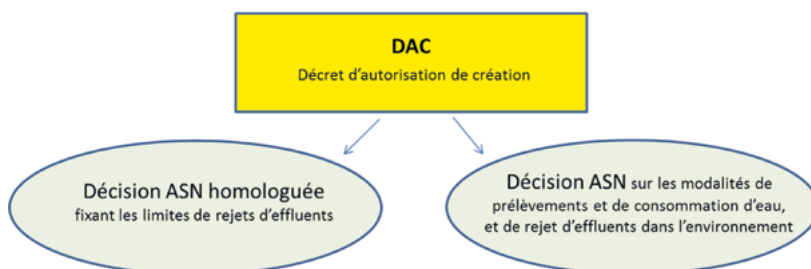 DAC
Décret d'autorisation de création
Décision ASN homologuée
fixant les limites de rejets d'effluents
Décision ASN sur les modalités de
prélèvements et de consommation d'eau,
et de rejet d'effluents dans l'environnement